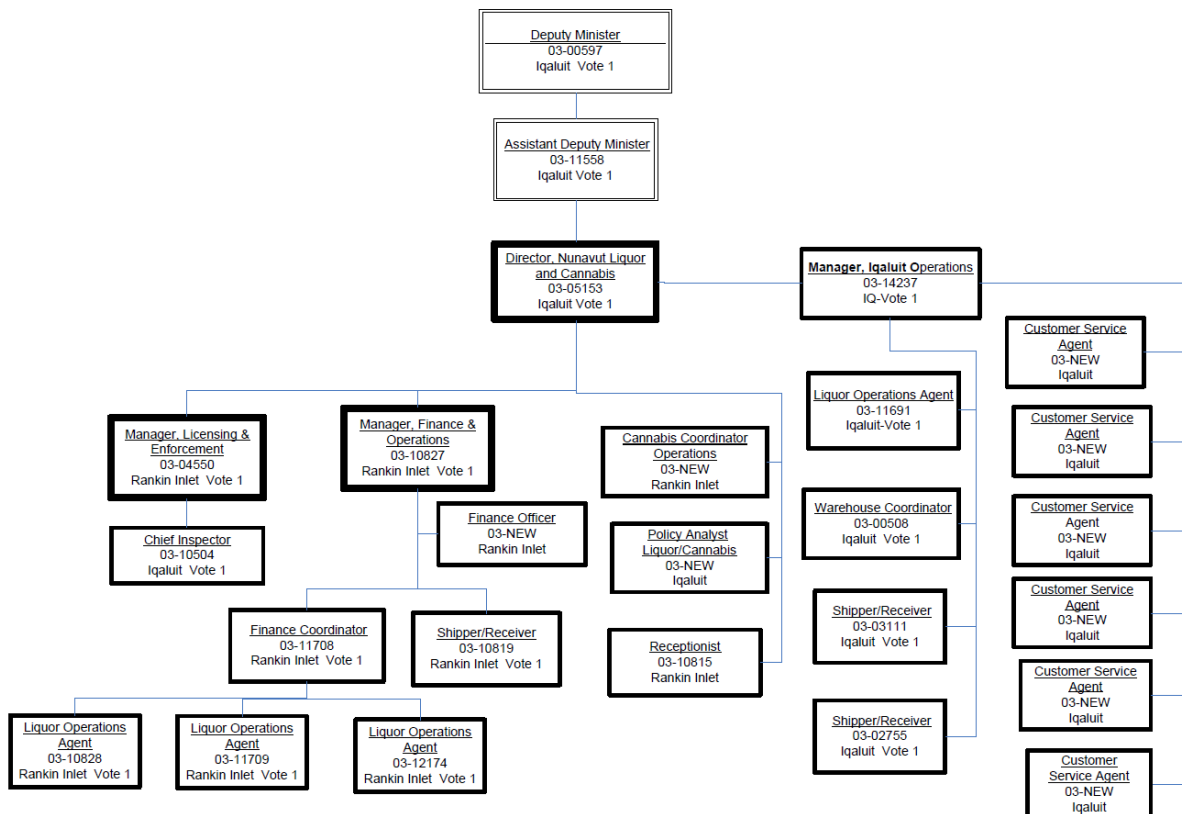 Deputy Minister
03-00597
Iqaluit  Vote 1
Assistant Deputy Minister
03-11558
Iqaluit Vote 1
Director, Nunavut Liquor
and Cannabis
03-05153
Iqaluit Vote 1
Manager, Iqaluit Operations
03-14237
IQ-Vote 1
Manager, Licensing &
Enforcement
03-04550
Rankin Inlet  Vote 1
Chief Inspector
03-10504
Iqaluit Vote 1
Manager, Finance &
Operations
03-10827
Rankin Inlet  Vote 1
Finance Officer
03-NEW
Rankin Inlet
Finance Coordinator
03-11708
Rankin Inlet  Vote 1
Shipper/Receiver
03-10819
Rankin Inlet  Vote 1
Liquor Operations
Agent
03-10828
Rankin Inlet  Vote 1
Liquor Operations
Agent
03-11709
Rankin Inlet  Vote 1
Liquor Operations
Agent
03-12174
Rankin Inlet  Vote 1
Cannabis Coordinator
Operations
03-NEW
Rankin Inlet
Policy Analyst
Liquor/Cannabis
03-NEW
Iqaluit
Receptionist
03-10815
Rankin Inlet
Liquor Operations Agent
03-11691
Iqaluit-Vote 1
Warehouse Coordinator
03-00508
Iqaluit  Vote 1
Shipper/Receiver
03-03111
Iqaluit  Vote 1
Shipper/Receiver
03-02755
Iqaluit  Vote 1
Customer Service
Agent
03-NEW
Iqaluit
Customer Service
Agent
03-NEW
Iqaluit
Customer Service
Agent
03-NEW
Iqaluit
Customer Service
Agent
03-NEW
Iqaluit
Customer Service
Agent
03-NEW
Iqaluit
Customer
Service Agent
03-NEW
Iqaluit